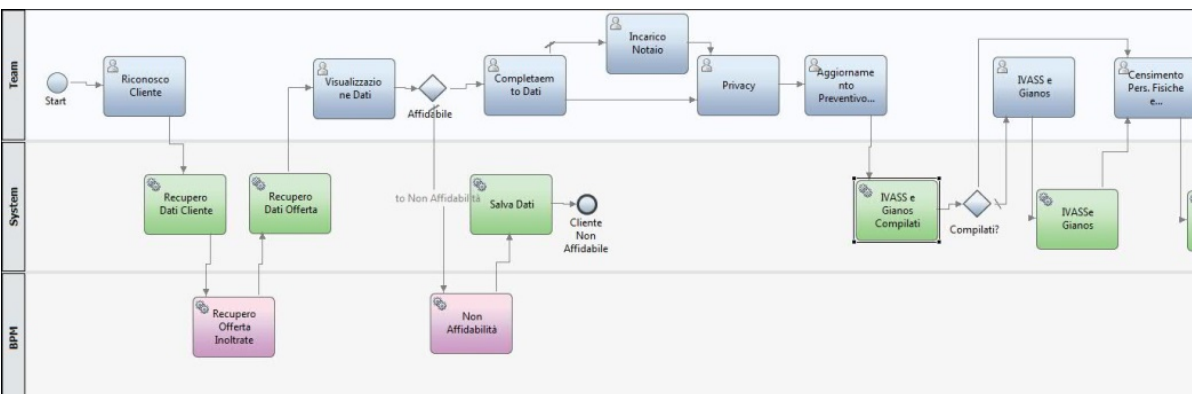 Team
Start
Riconosco
Cliente
Visualizzazio
ne Dati
Affidabile
Completaem
to Dati
Incarico
Notaio
Privacy
Aggiorname
nto
Preventivo...
IVASS e
Gianos
Censimento
Pers. Fisiche
e...
System
Recupero
Dati Cliente
Recupero
Dati Offerta
to Non Affidabilità
Salva Dati
Cliente
Non
Affidabile
IVASS e
Gianos
Compilati
Compilati?
IVASSe
Gianos
BPM
Recupero
Offerta
Inoltrate
Non
Affidabilità